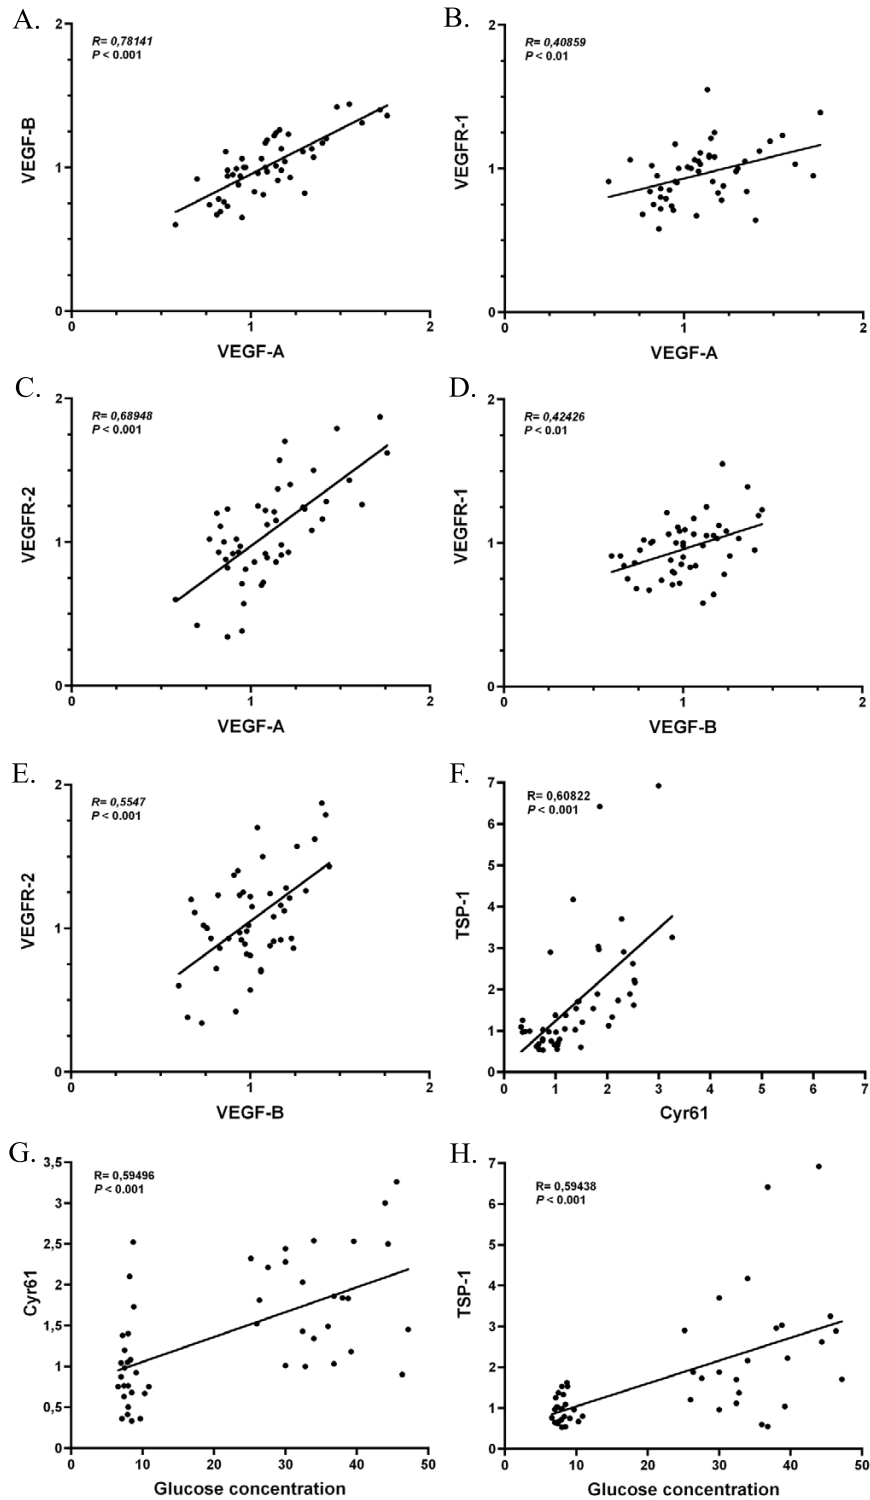 A.
R= 0,78141
P < 0.001
VEGF-B
2
1
0
0
1
2
VEGF-A
B.
R= 0,40859
P < 0.01
VEGFR-1
2
1
0
0
1
2
VEGF-A
C.
R= 0,68948
P < 0.001
VEGFR-2
2
1
0
0
1
2
VEGF-A
D.
R= 0,42426
P < 0.01
VEGFR-1
2
1
0
0
1
2
VEGF-B
E.
R= 0,5547
P < 0.001
VEGFR-2
2
1
0
0
1
2
VEGF-B
F.
R= 0,60822
P < 0.001
TSP-1
7
6
5
4
3
2
1
0
0 1 2 3 4 5 6 7
Cyr61
G.
R= 0,59496
P < 0.001
Cyr61
3,5
3
2,5
2
1,5
1
0,5
0
0 10 20 30 40 50
Glucose concentration
H.
R= 0,59438
P < 0.001
TSP-1
7
6
5
4
3
2
1
0
0 10 20 30 40 50
Glucose concentration